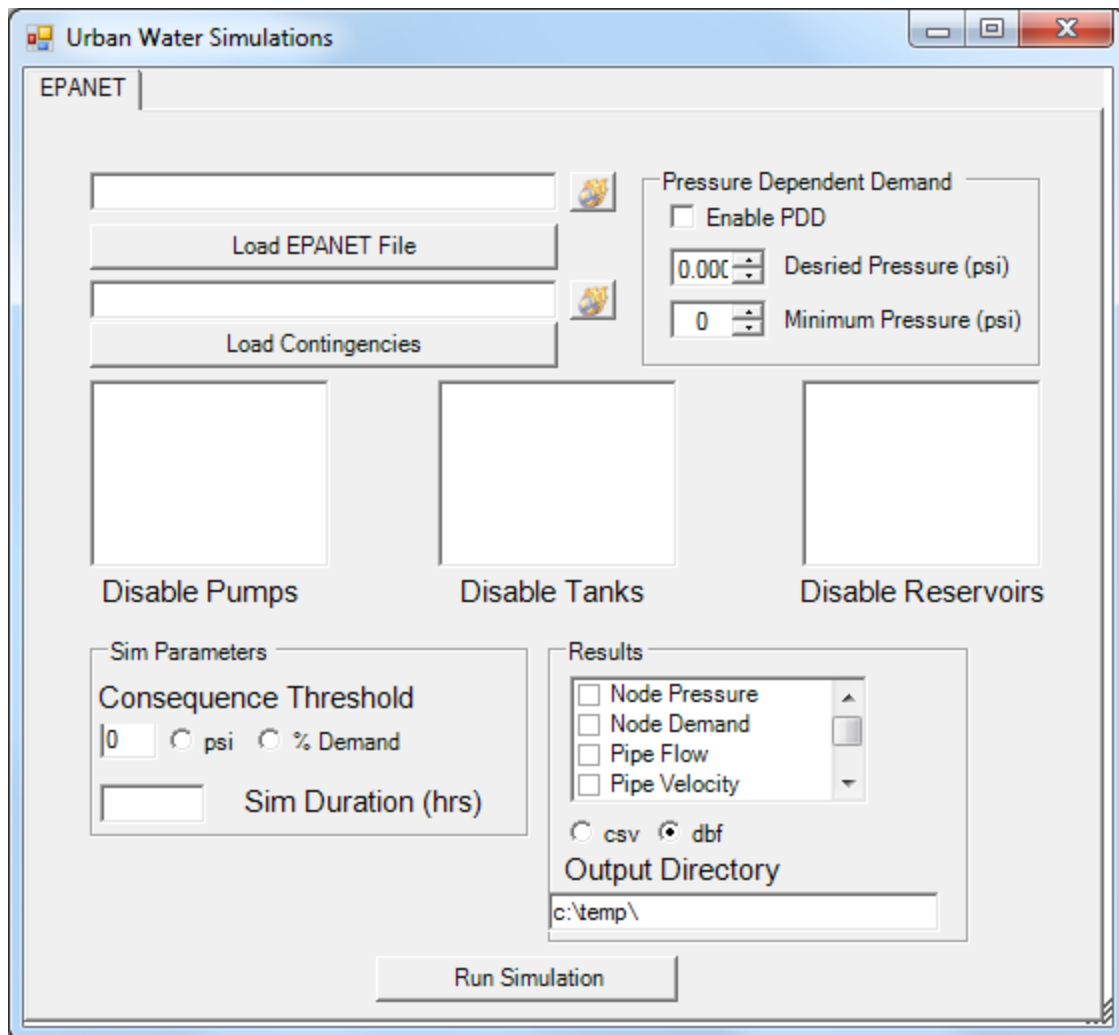 Urban Water Simulations
EPANET
Pressure Dependent Demand
Enable PDD
Load EPANET File
0.000 Desried Pressure (psi)
0 Minimum Pressure (psi)
Load Contingencies
Disable Pumps Disable Tanks Disable Reservoirs
Sim Parameters
Consequence Threshold
0 psi % Demand
Sim Duration (hrs)
Results
Node Pressure
Node Demand
Pipe Flow
Pipe Velocity
csv dbf
Output Directory
c:\temp\
Run Simulation